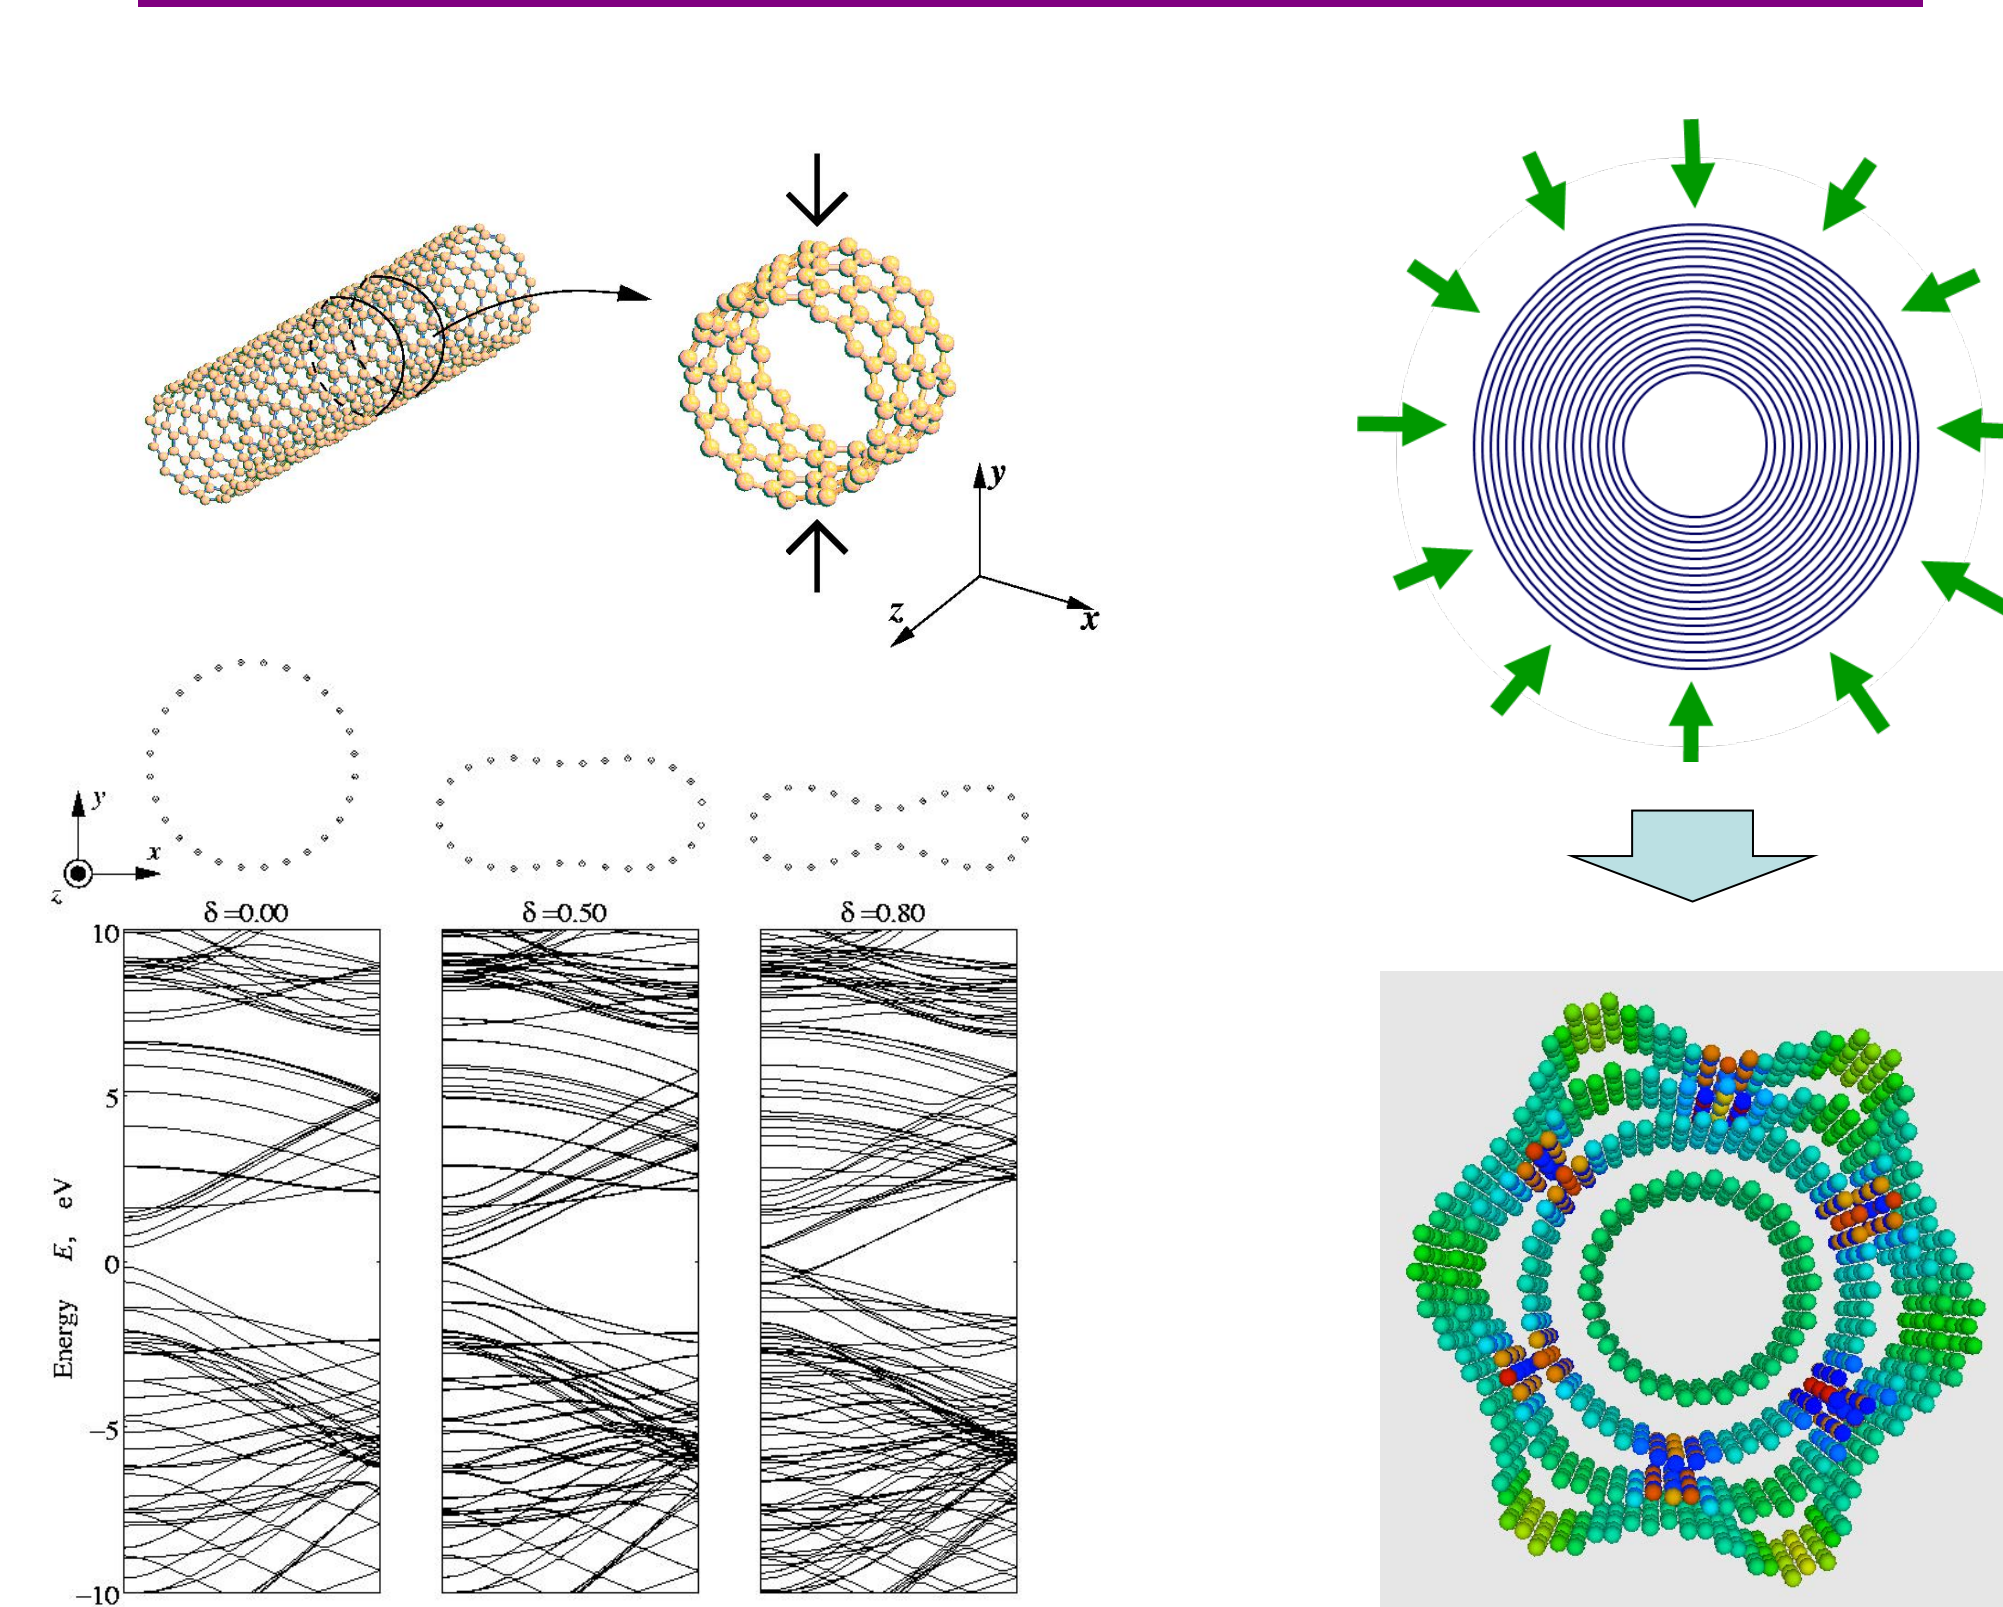 y
z
x
y
x
z
δ =0.00
δ =0.50
δ =0.80
10
5
0
−5
−10
Energy E, eV